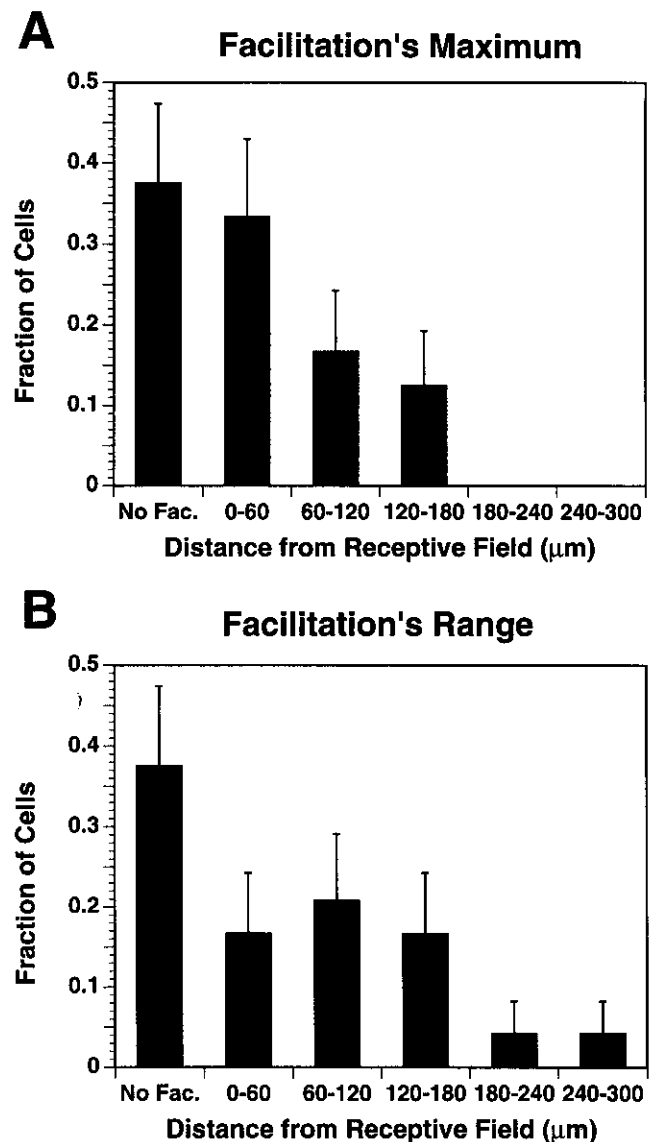 A
Facilitation's Maximum
0.5
0.4
0.3
0.2
0.1
0
Fraction of Cells
No Fac. 0-60 60-120 120-180 180-240 240-300
Distance from Receptive Field (μm)
B
Facilitation's Range
0.5
0.4
0.3
0.2
0.1
0
Fraction of Cells
No Fac. 0-60 60-120 120-180 180-240 240-300
Distance from Receptive Field (μm)